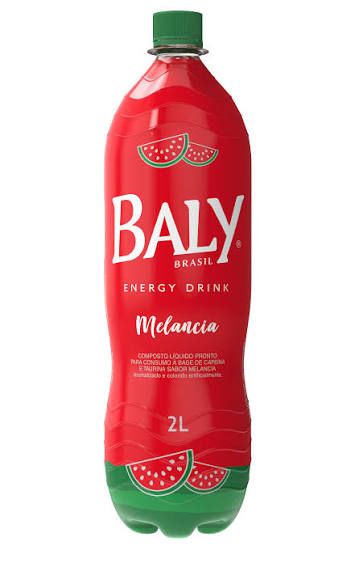 BALY®
BRASIL
ENERGY DRINK
Melancia
COMPOSTO LÍQUIDO PRONTO
PARA CONSUMO A BASE DE CAFEÍNA
E TAURINA SABOR MELANCIA
Aromatizado e colorido artificialmente.
2L